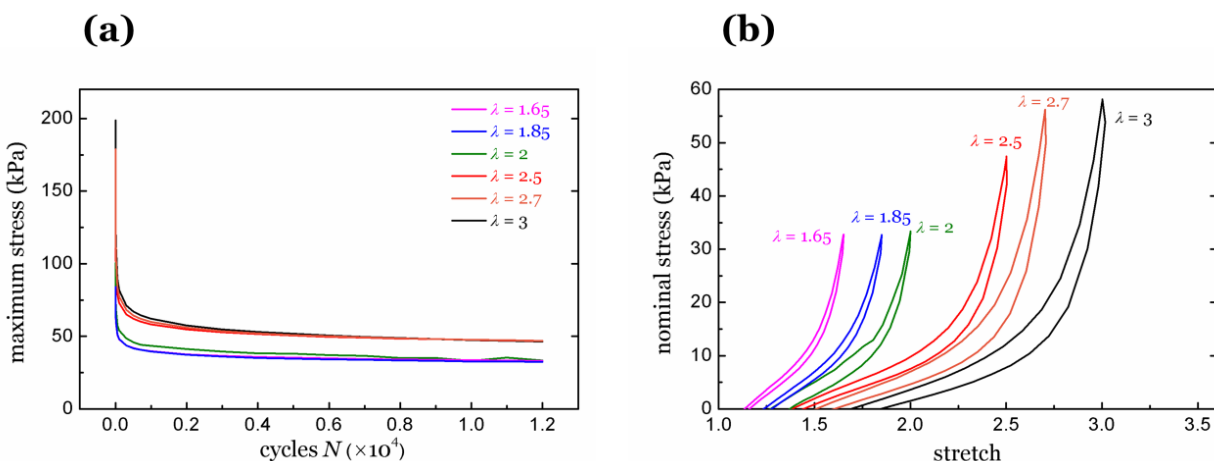 (a)
maximum stress (kPa)
200
150
100
50
0
0.0
0.2
0.4
0.6
0.8
1.0
1.2
cycles N (×10⁴)
λ = 1.65
λ = 1.85
λ = 2
λ = 2.5
λ = 2.7
λ = 3
(b)
nominal stress (kPa)
60
50
40
30
20
10
0
1.0
1.5
2.0
2.5
3.0
3.5
stretch
λ = 1.65
λ = 1.85
λ = 2
λ = 2.5
λ = 2.7
λ = 3